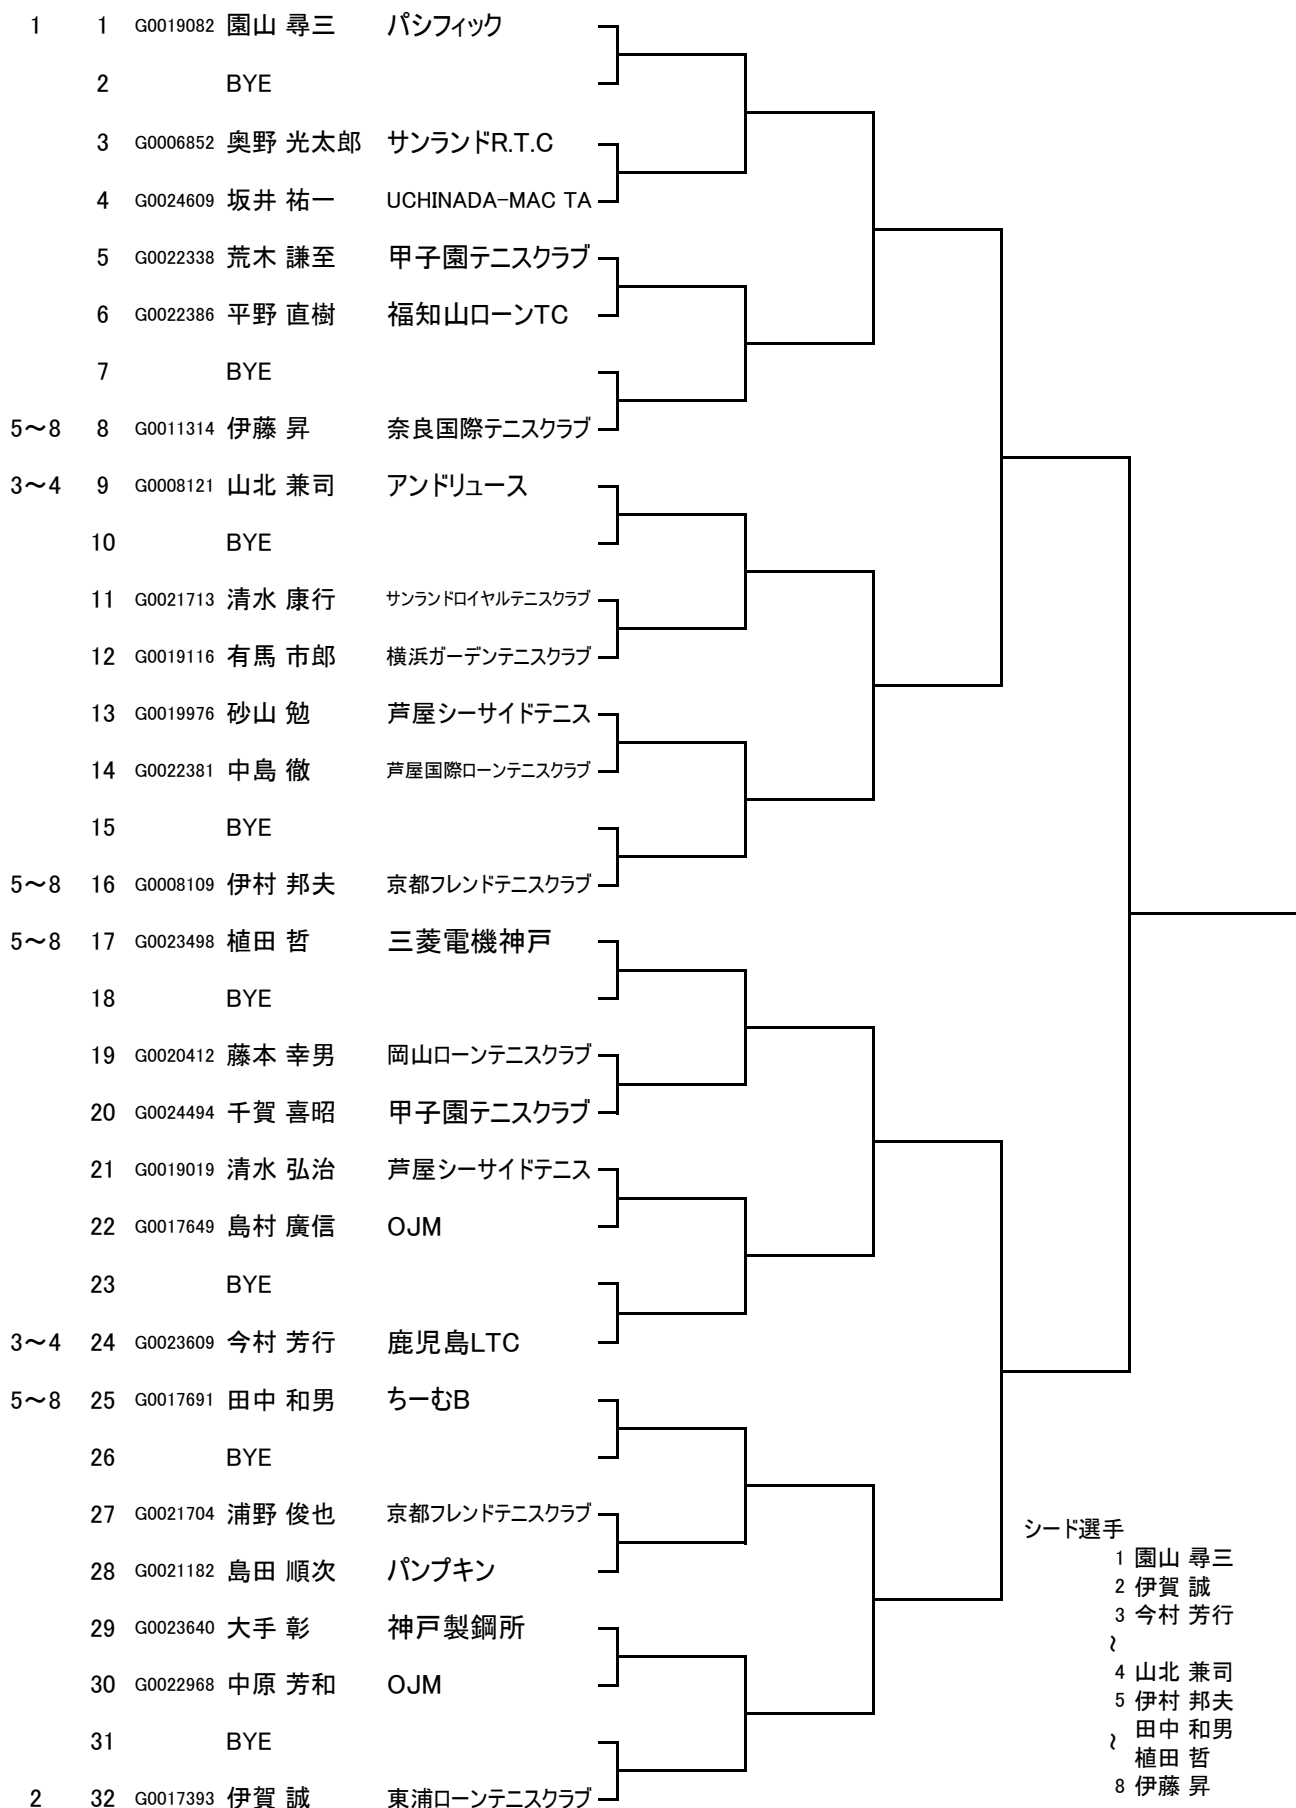 1 1 G0019082 園山 尋三 パシフィック
2 BYE
3 G0006852 奥野 光太郎 サンランドR.T.C
4 G0024609 坂井 祐一 UCHINADA-MAC TA
5 G0022338 荒木 謙至 甲子園テニスクラブ
6 G0022386 平野 直樹 福知山ローンTC
7 BYE
5～8 8 G0011314 伊藤 昇 奈良国際テニスクラブ
3～4 9 G0008121 山北 兼司 アンドリュース
10 BYE
11 G0021713 清水 康行 サンランドロイヤルテニスクラブ
12 G0019116 有馬 市郎 横浜ガーデンテニスクラブ
13 G0019976 砂山 勉 芦屋シーサイドテニス
14 G0022381 中島 徹 芦屋国際ローンテニスクラブ
15 BYE
5～8 16 G0008109 伊村 邦夫 京都フレンドテニスクラブ
5～8 17 G0023498 植田 哲 三菱電機神戸
18 BYE
19 G0020412 藤本 幸男 岡山ローンテニスクラブ
20 G0024494 千賀 喜昭 甲子園テニスクラブ
21 G0019019 清水 弘治 芦屋シーサイドテニス
22 G0017649 島村 廣信 OJM
23 BYE
3～4 24 G0023609 今村 芳行 鹿児島LTC
5～8 25 G0017691 田中 和男 ちーむB
26 BYE
27 G0021704 浦野 俊也 京都フレンドテニスクラブ
28 G0021182 島田 順次 パンプキン
29 G0023640 大手 彰 神戸製鋼所
30 G0022968 中原 芳和 OJM
31 BYE
2 32 G0017393 伊賀 誠 東浦ローンテニスクラブ
シード選手
1 園山 尋三
2 伊賀 誠
3 今村 芳行
～
4 山北 兼司
5 伊村 邦夫
～ 田中 和男
植田 哲
8 伊藤 昇